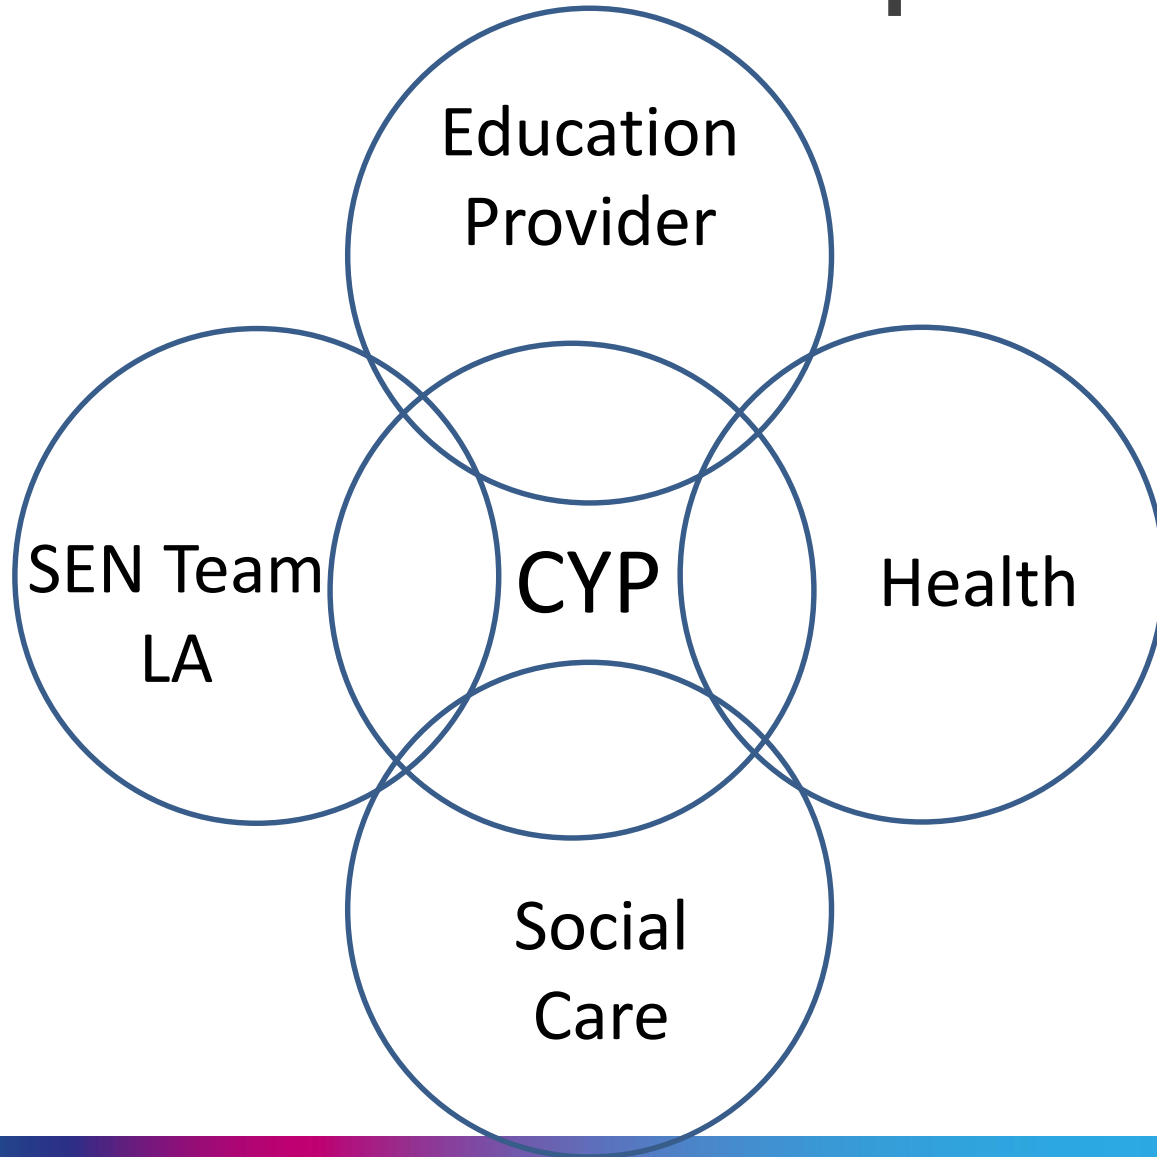 Education
Provider
SEN Team
LA
CYP
Health
Social
Care